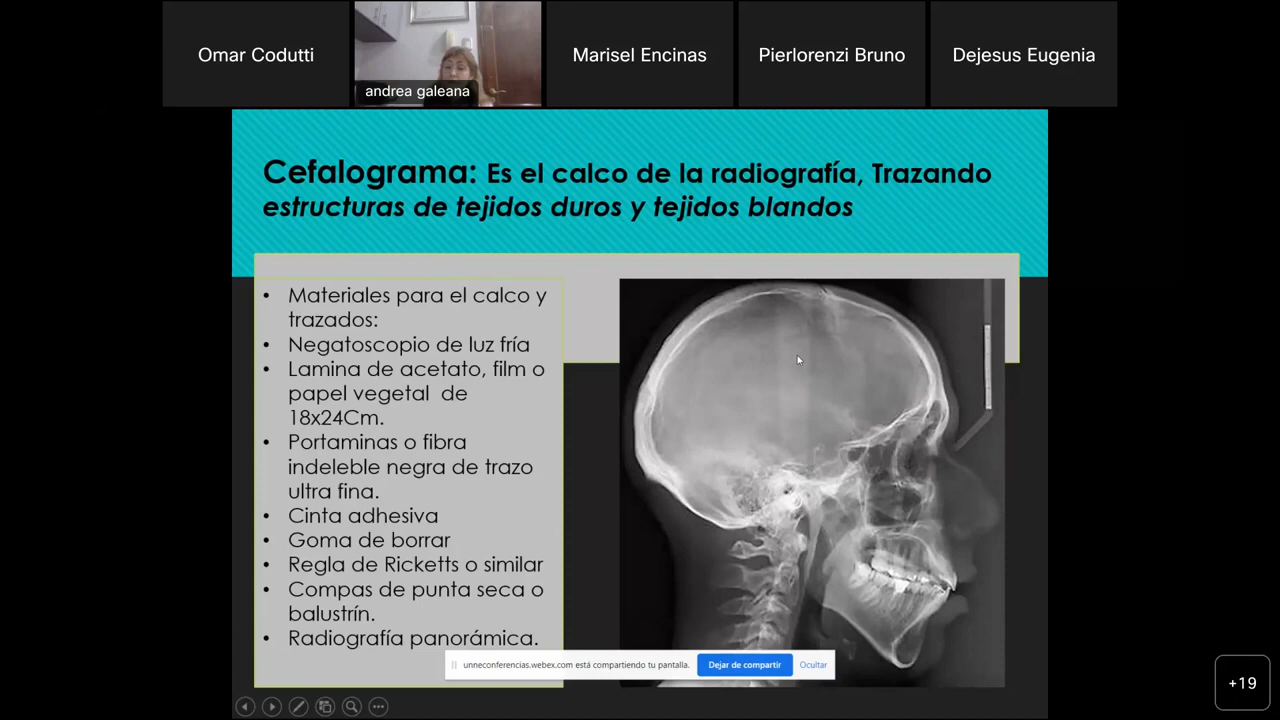 Omar Codutti
andrea galeana
Marisel Encinas
Pierlorenzi Bruno
Dejesus Eugenia
Cefalograma: Es el calco de la radiografía, Trazando
estructuras de tejidos duros y tejidos blandos
• Materiales para el calco y
trazados:
• Negatoscopio de luz fría
• Lamina de acetato, film o
papel vegetal de
18x24Cm.
• Portaminas o fibra
indeleble negra de trazo
ultra fina.
• Cinta adhesiva
• Goma de borrar
• Regla de Ricketts o similar
• Compas de punta seca o
balustrín.
• Radiografía panorámica.
unneconferencias.webex.com está compartiendo tu pantalla.
Dejar de compartir
Ocultar
+19